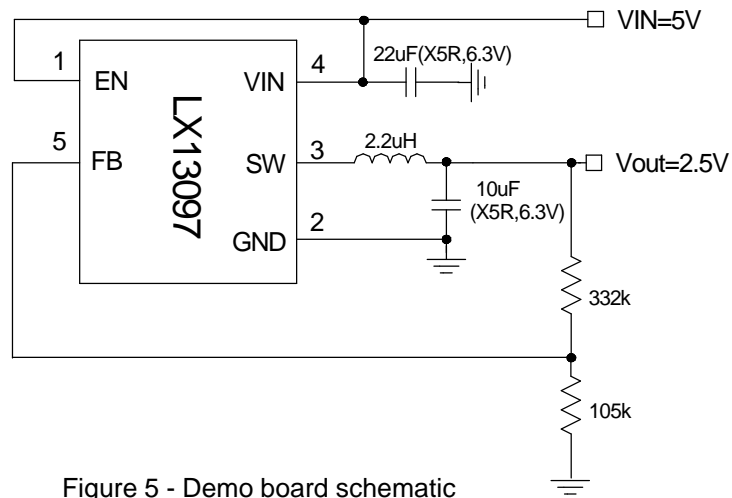 VIN=5V
1
EN
VIN
4
22uF(X5R,6.3V)
LX13097
5
FB
SW
3
2.2uH
Vout=2.5V
10uF
(X5R,6.3V)
GND
2
332k
105k
Figure 5 - Demo board schematic